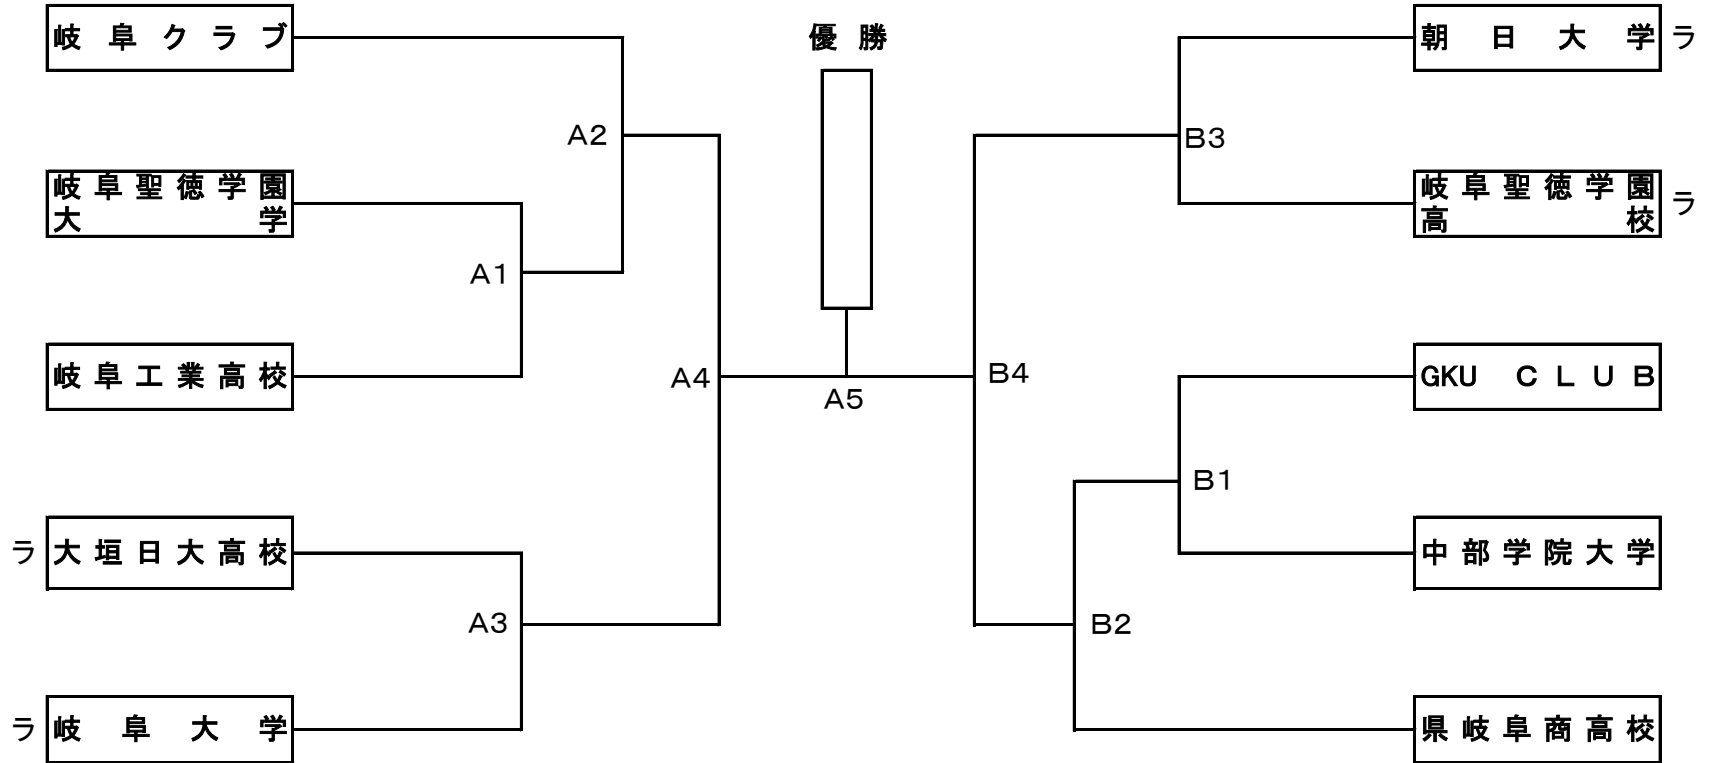 岐阜クラブ
優勝
朝日大学 ラ
A2
B3
岐阜聖徳学園
大学
岐阜聖徳学園
高校
ラ
A1
岐阜工業高校
A4
A5
B4
GKU CLUB
B1
ラ 大垣日大高校
中部学院大学
A3
B2
ラ 岐阜大学
県岐阜商高校